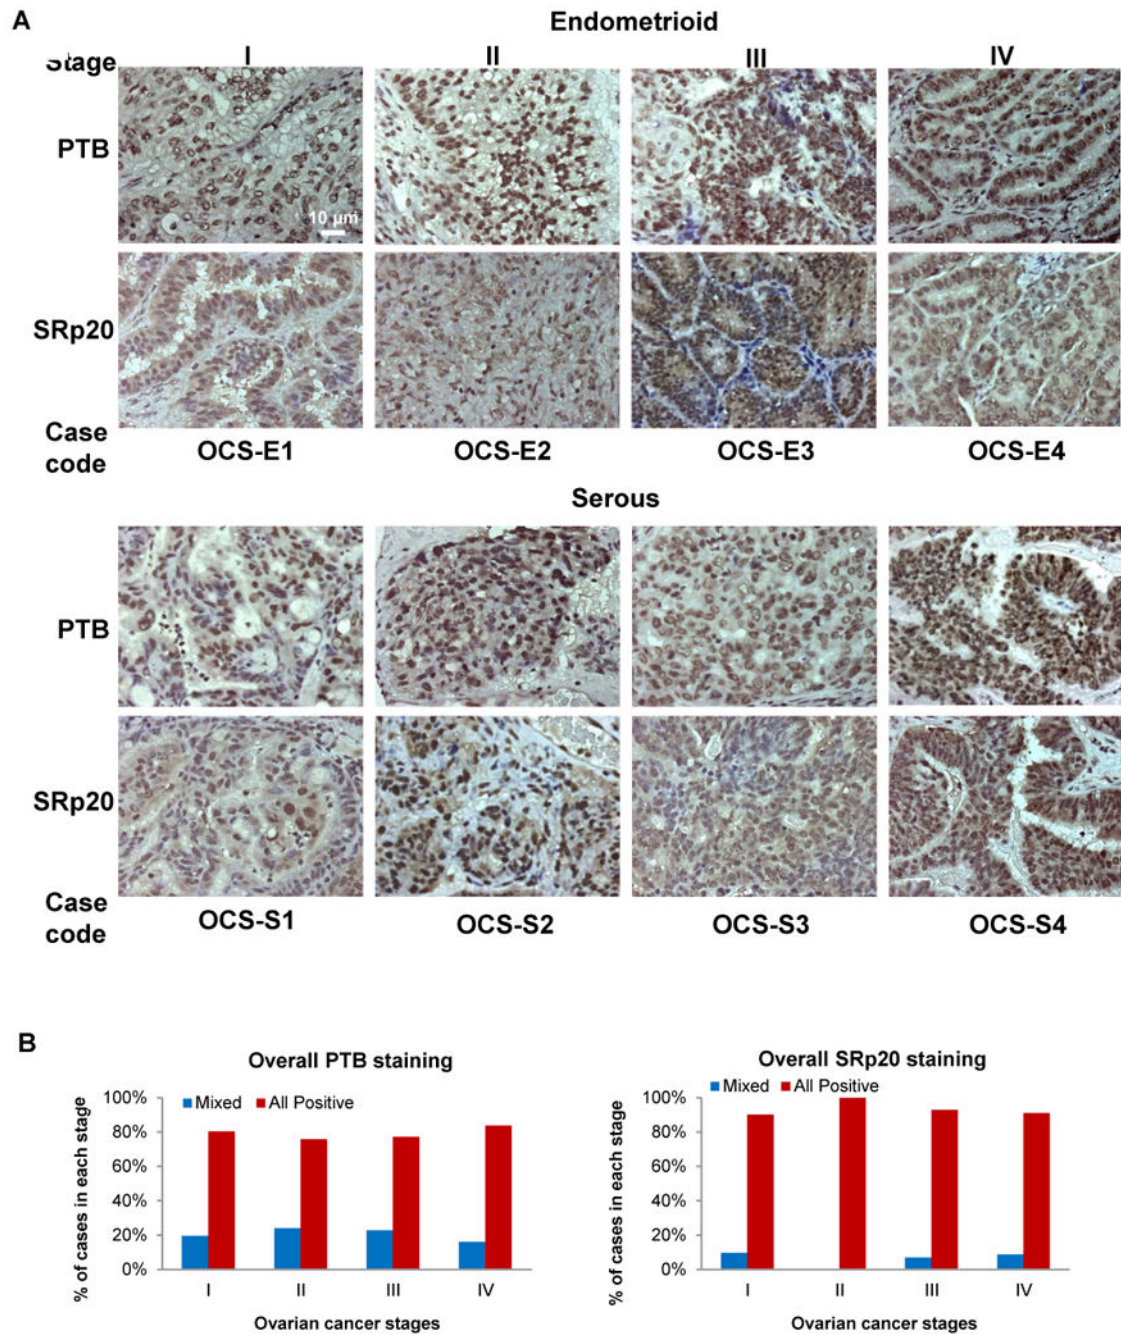 A
Endometrioid
Stage I II III IV
PTB
10 µm
SRp20
Case code OCS-E1 OCS-E2 OCS-E3 OCS-E4
Serous
PTB
SRp20
Case code OCS-S1 OCS-S2 OCS-S3 OCS-S4
B
Overall PTB staining
Mixed All Positive
% of cases in each stage
100%
80%
60%
40%
20%
0%
I II III IV
Ovarian cancer stages
Overall SRp20 staining
Mixed All Positive
% of cases in each stage
100%
80%
60%
40%
20%
0%
I II III IV
Ovarian cancer stages